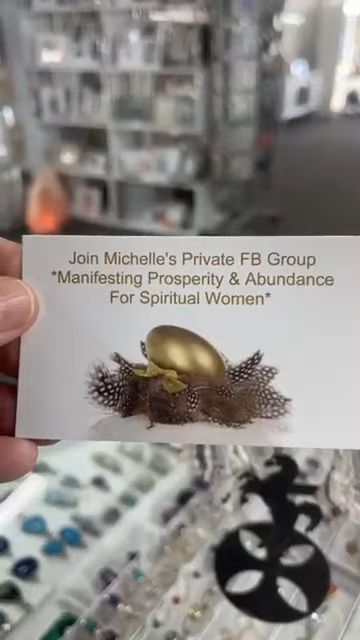 Join Michelle's Private FB Group
*Manifesting Prosperity & Abundance
For Spiritual Women*